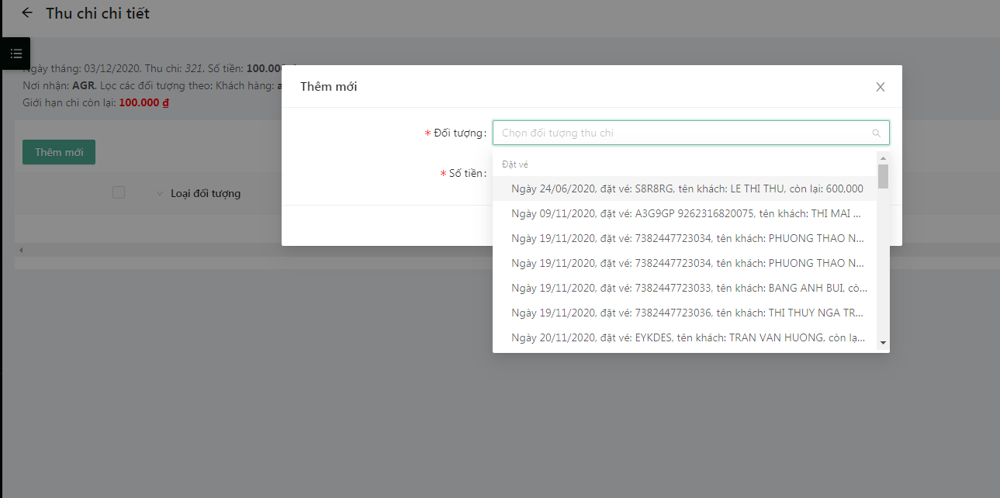 Thu chi chi tiết
Ngày tháng: 03/12/2020. Thu chi: 321. Số tiền: 100.00
Nơi nhận: AGR. Lọc các đối tượng theo: Khách hàng: a
Giới hạn chi còn lại: 100.000 ₫
Thêm mới
Loại đối tượng
Thêm mới
* Đối tượng: Chọn đối tượng thu chi
* Số tiền:
Đặt vé
Ngày 24/06/2020, đặt vé: S8R8RG, tên khách: LE THI THU, còn lại: 600,000
Ngày 09/11/2020, đặt vé: A3G9GP 9262316820075, tên khách: THI MAI ...
Ngày 19/11/2020, đặt vé: 7382447723034, tên khách: PHUONG THAO N...
Ngày 19/11/2020, đặt vé: 7382447723034, tên khách: PHUONG THAO N...
Ngày 19/11/2020, đặt vé: 7382447723033, tên khách: BANG ANH BUI, cò...
Ngày 19/11/2020, đặt vé: 7382447723036, tên khách: THI THUY NGA TR...
Ngày 20/11/2020, đặt vé: EYKDES, tên khách: TRAN VAN HUONG, còn lạ...